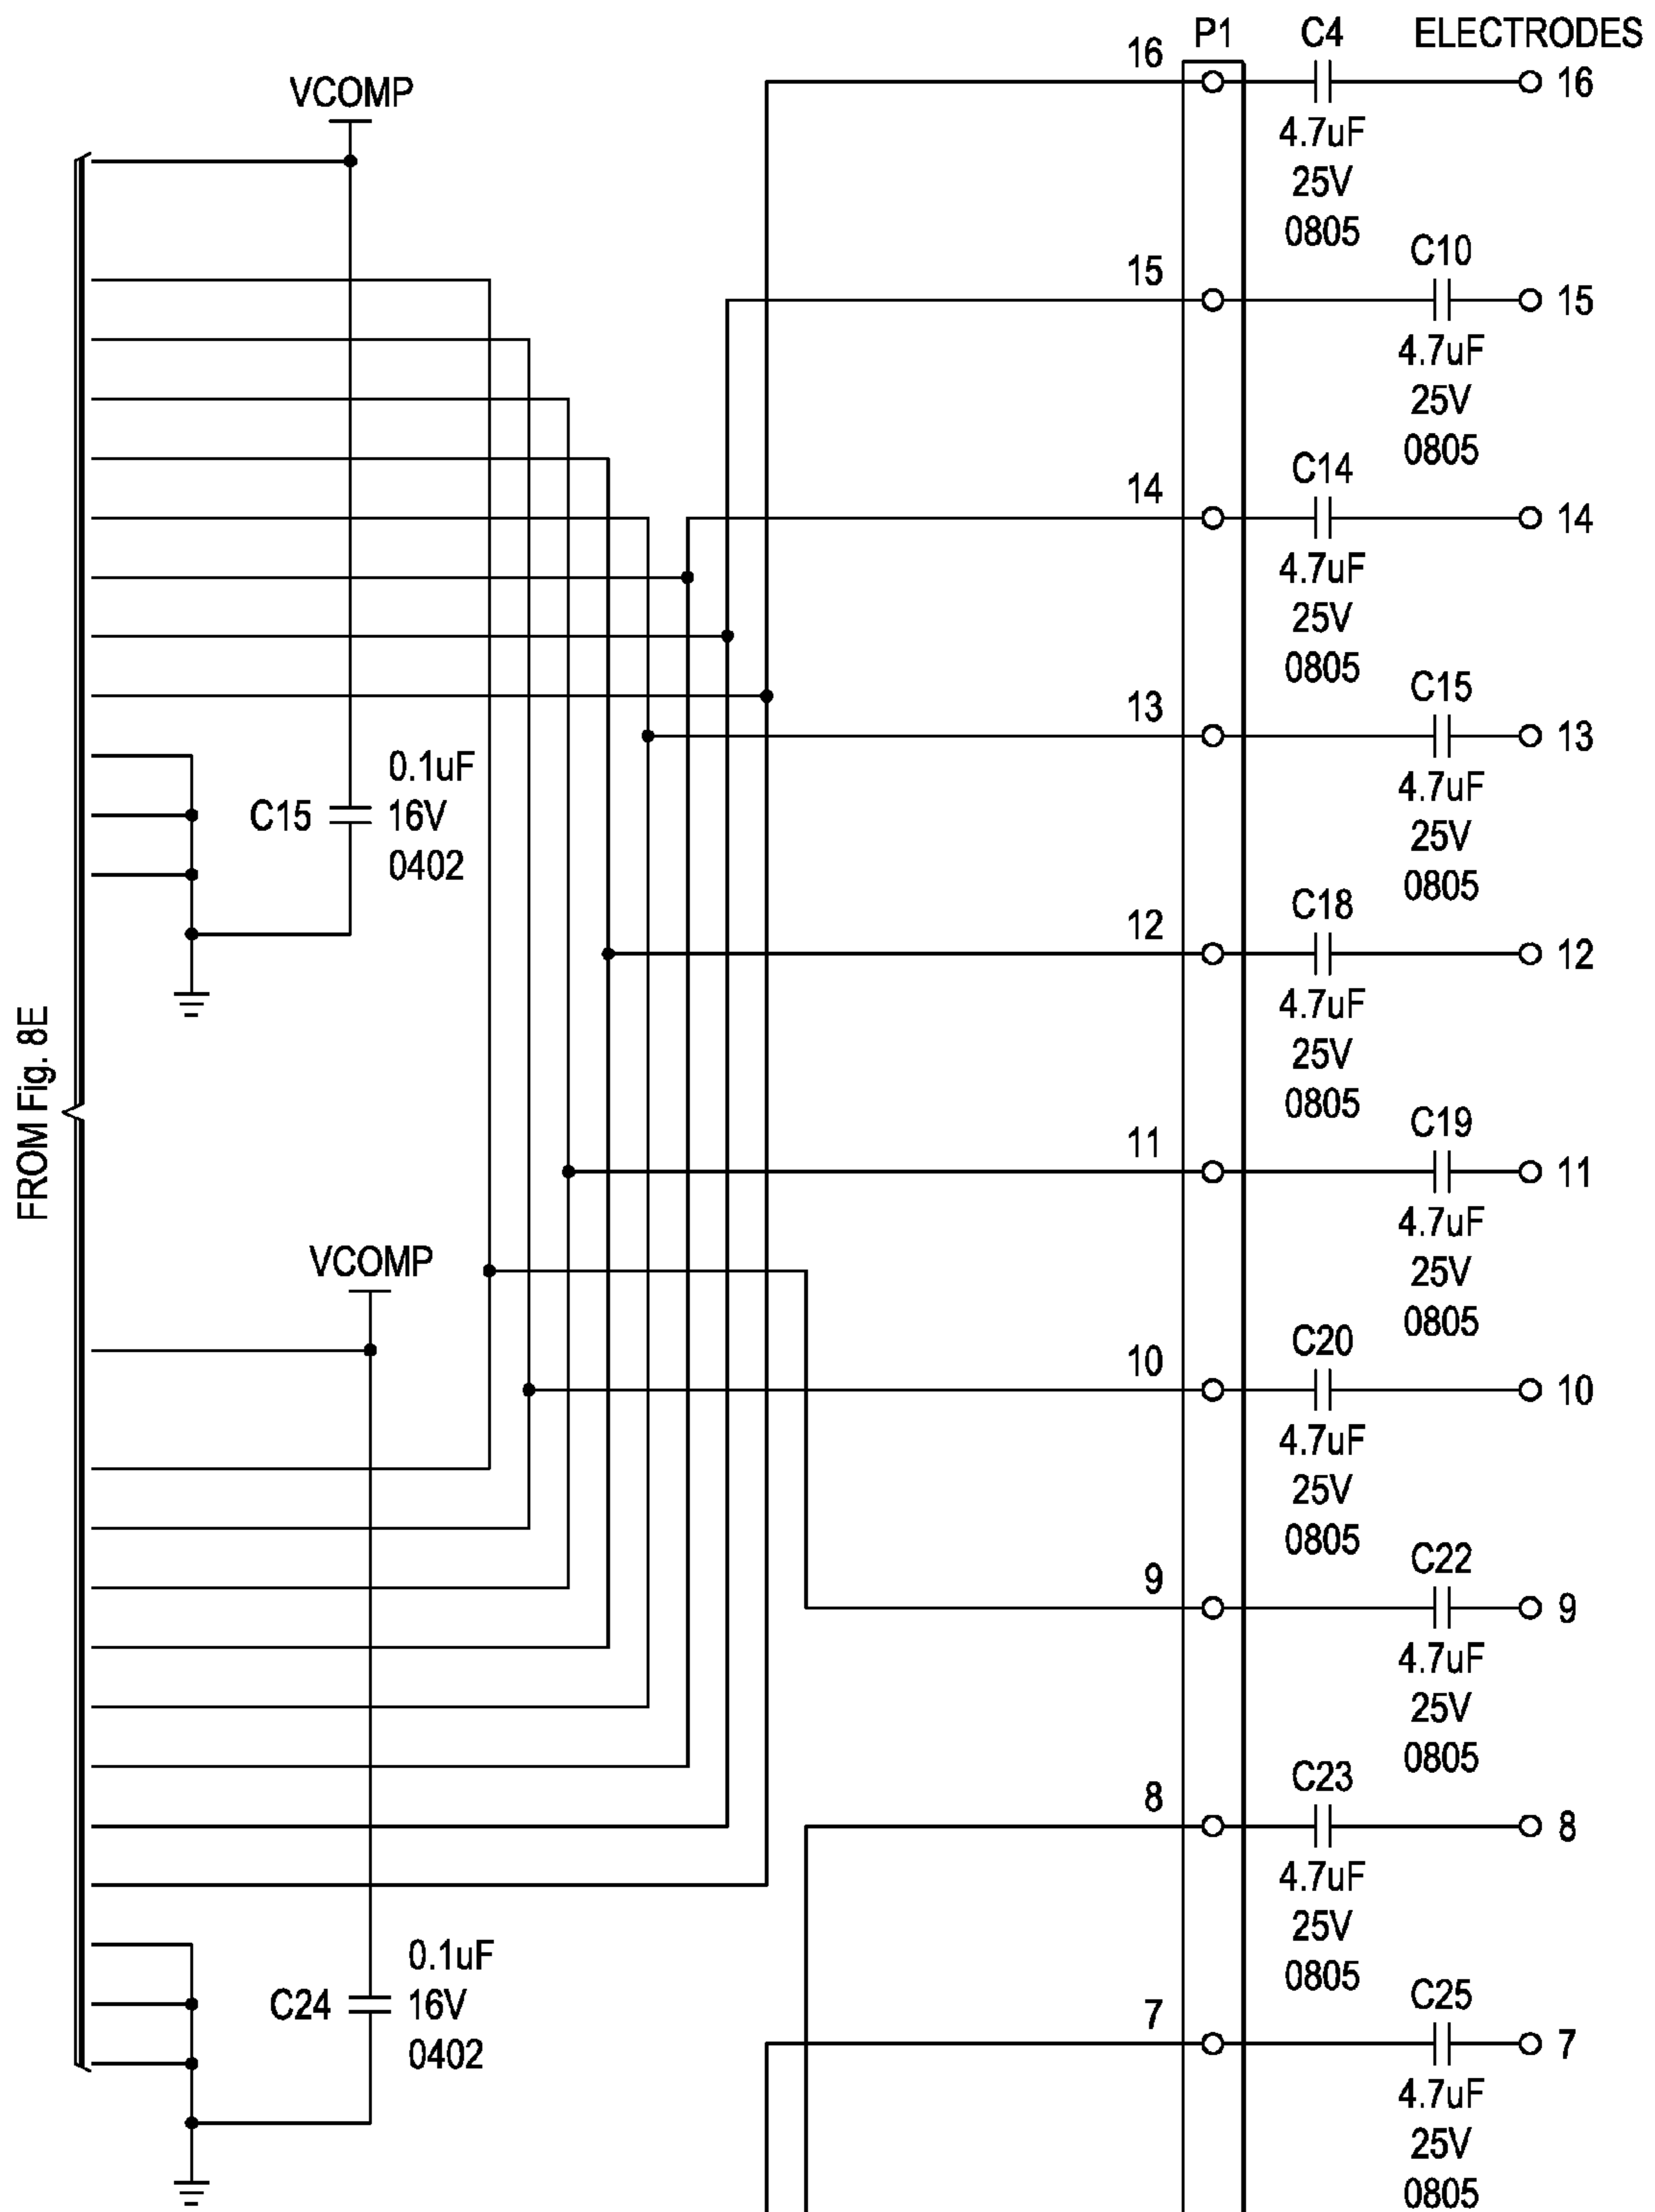 P1
C4
ELECTRODES
16
16
VCOMP
4.7uF
25V
0805
C10
15
15
4.7uF
25V
0805
C14
14
14
4.7uF
25V
0805
C15
13
13
4.7uF
25V
0805
0.1uF
C15
16V
0402
C18
12
12
4.7uF
25V
0805
FROM Fig. 8E
C19
11
11
4.7uF
25V
0805
VCOMP
C20
10
10
4.7uF
25V
0805
C22
9
9
4.7uF
25V
0805
C23
8
8
4.7uF
25V
0805
0.1uF
C24
16V
0402
C25
7
7
4.7uF
25V
0805